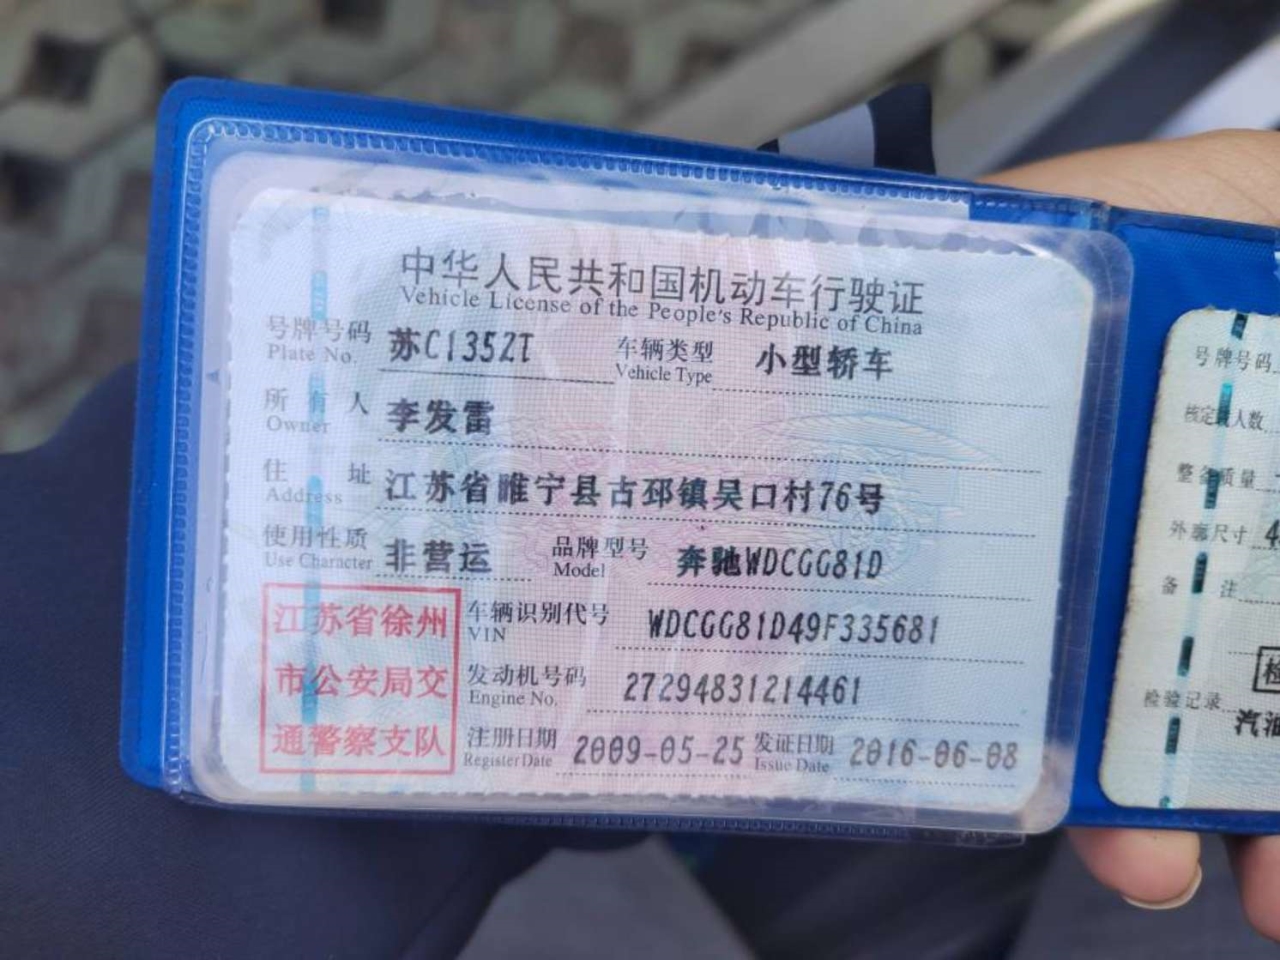 中华人民共和国机动车行驶证
Vehicle License of the People's Republic of China
号牌号码 苏C135ZT 车辆类型 小型轿车
Plate No. Vehicle Type
所有人 李发雷
Owner
住址 江苏省睢宁县古邳镇吴口村76号
Address
使用性质 非营运 品牌型号 奔驰WDCGG81D
Use Character Model
江苏省徐州
市公安局交
通警察支队
车辆识别代号 WDCGG81D49F335681
VIN
发动机号码 27294831214461
Engine No.
注册日期 2009-05-25 发证日期 2016-06-08
Register Date Issue Date
号牌号码
核定载人数
整备质量
外廓尺寸 4
备注
检验记录
汽油